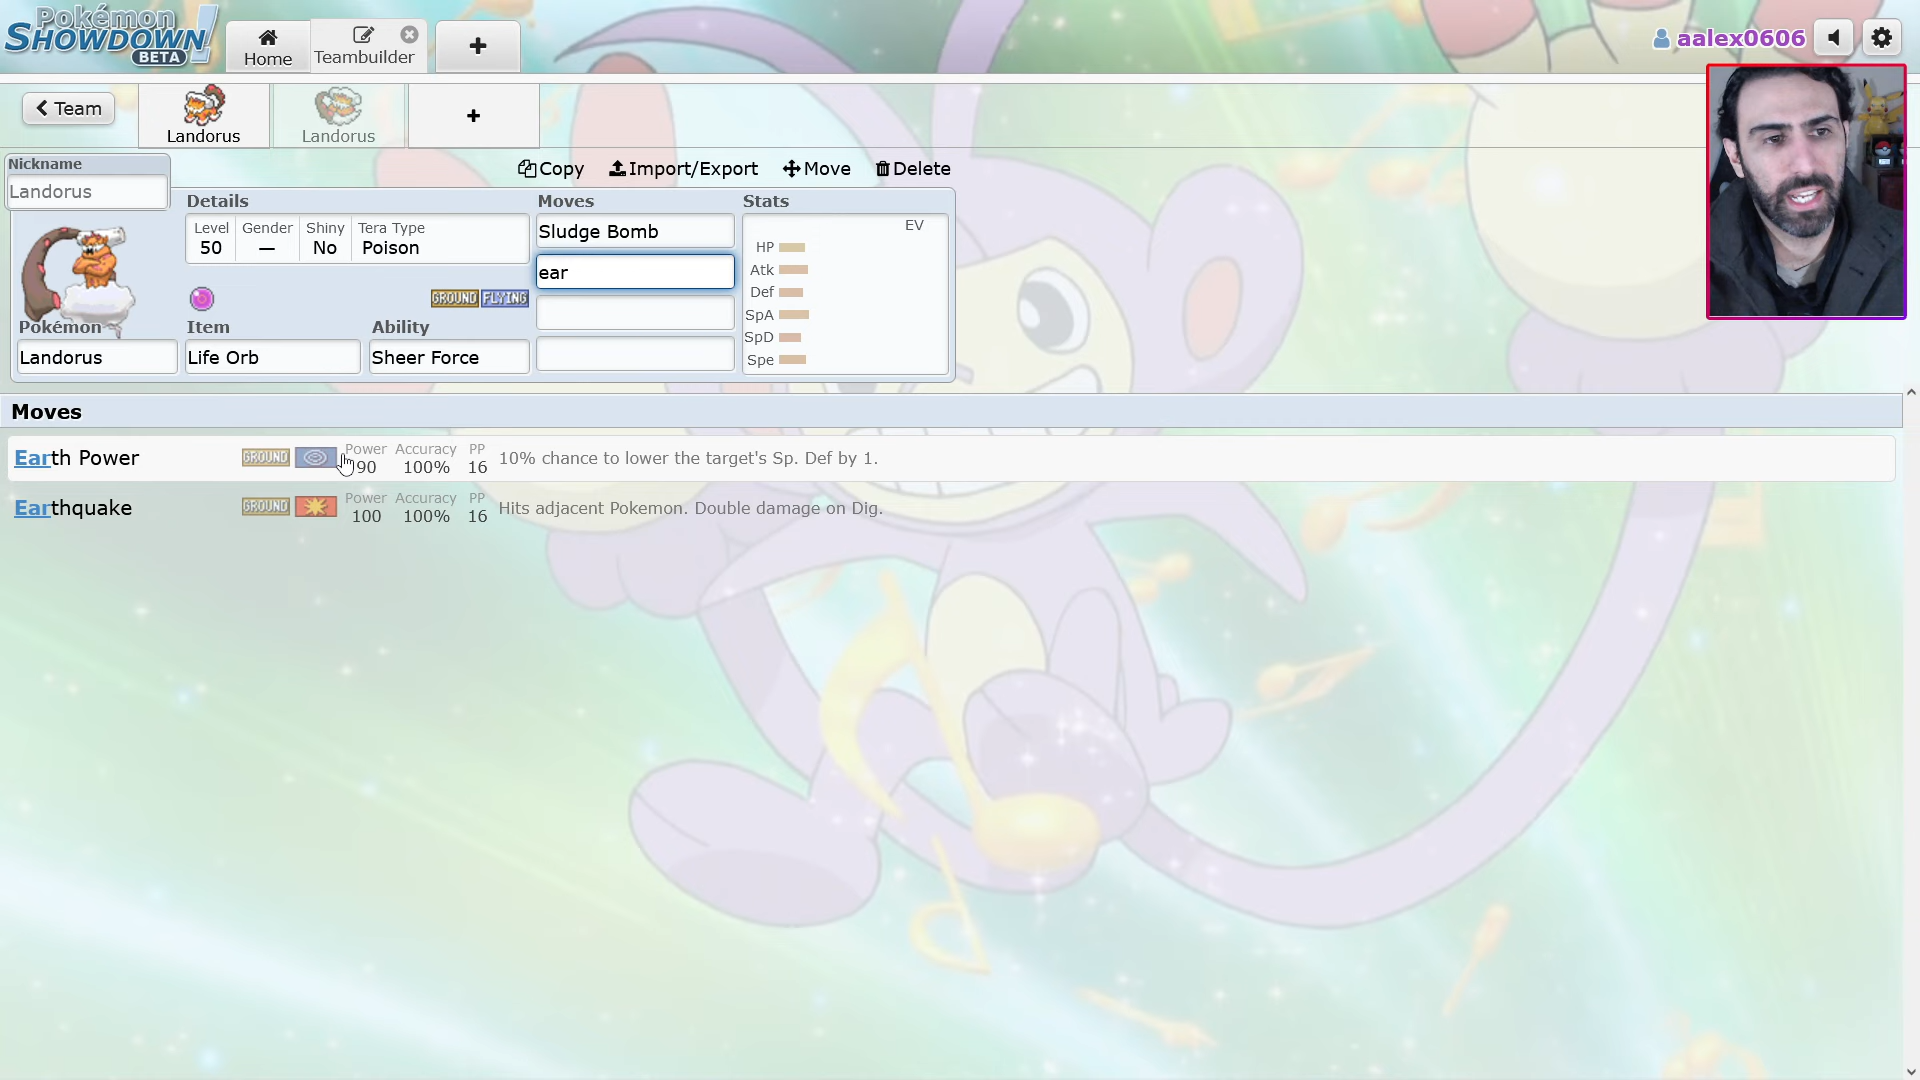 Pokémon
SHOWDOWN!
BETA
Home
Teambuilder
+
aalex0606
Team
Landorus
Landorus
+
Copy
Import/Export
Move
Delete
Nickname
Landorus
Details
Level
50
Gender
—
Shiny
No
Tera Type
Poison
GROUND
FLYING
Pokémon
Landorus
Item
Life Orb
Ability
Sheer Force
Moves
Sludge Bomb
ear
Stats
EV
HP
Atk
Def
SpA
SpD
Spe
Moves
Earth Power GROUND Power 90 Accuracy 100% PP 16 10% chance to lower the target's Sp. Def by 1.
Earthquake GROUND Power 100 Accuracy 100% PP 16 Hits adjacent Pokemon. Double damage on Dig.